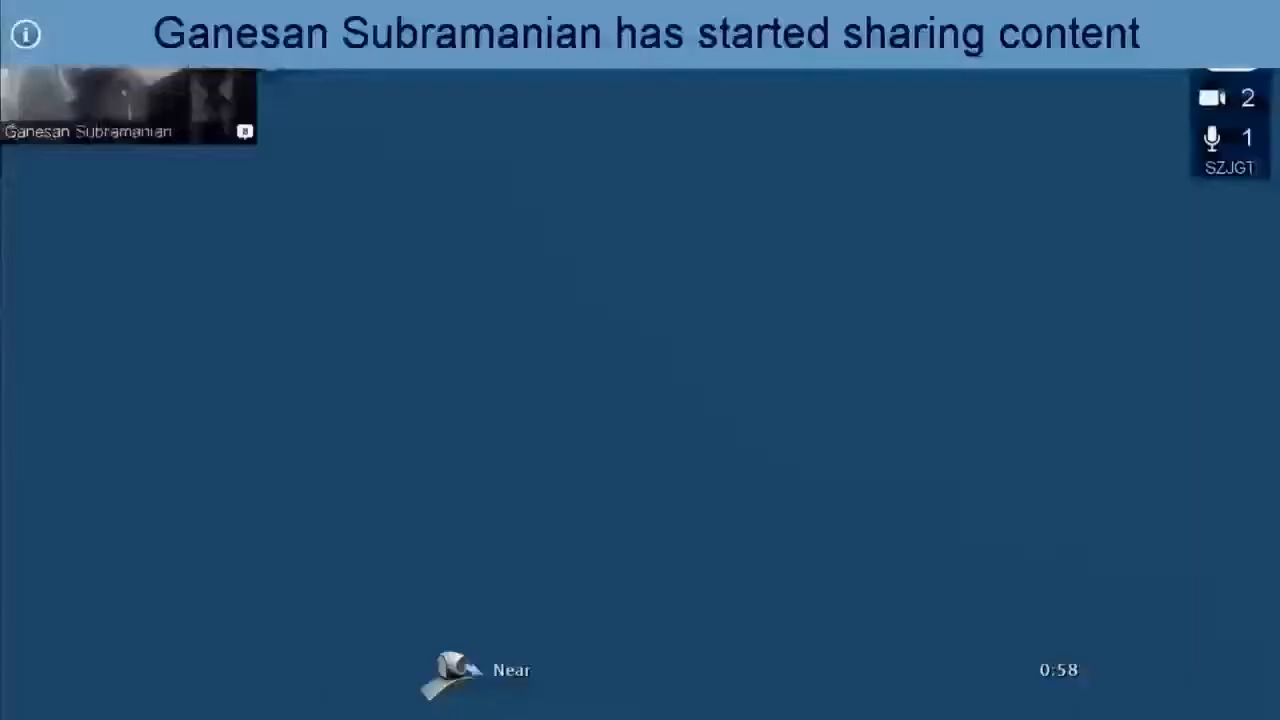 Ganesan Subramanian has started sharing content
2
Ganesan Subramanian
1
SZJGT
Near
0:58